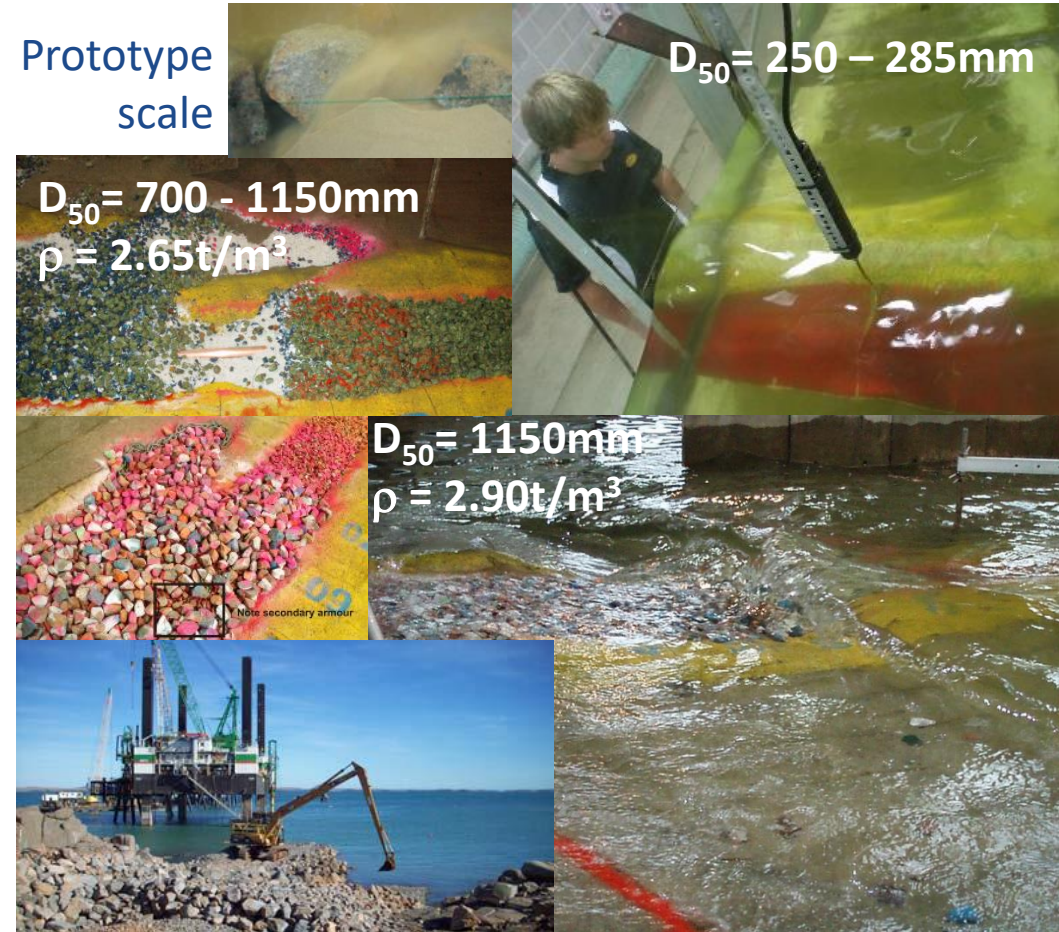 Prototype
scale
D₅₀= 250 – 285mm
D₅₀= 700 - 1150mm
ρ = 2.65t/m³
D₅₀= 1150mm
ρ = 2.90t/m³
Note secondary armour